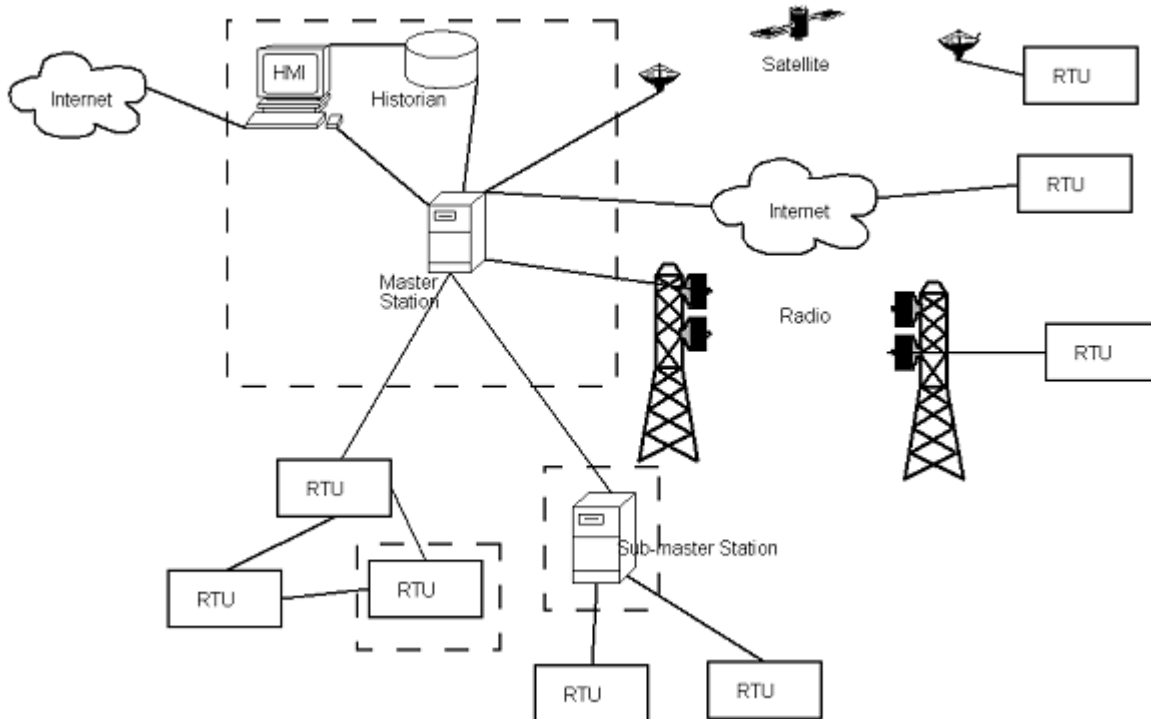 Satellite
RTU
HMI
Internet
Historian
RTU
Internet
Master
Station
Radio
RTU
RTU
Sub-master Station
RTU
RTU
RTU
RTU